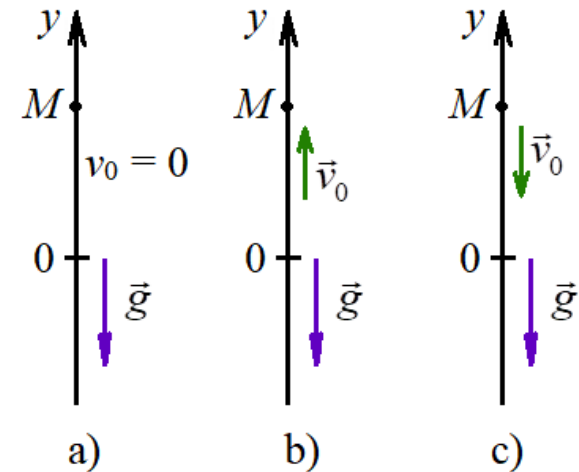 y y y
M M M
v₀ = 0 v⃗₀ v⃗₀
0 0 0
g⃗ g⃗ g⃗
a) b) c)